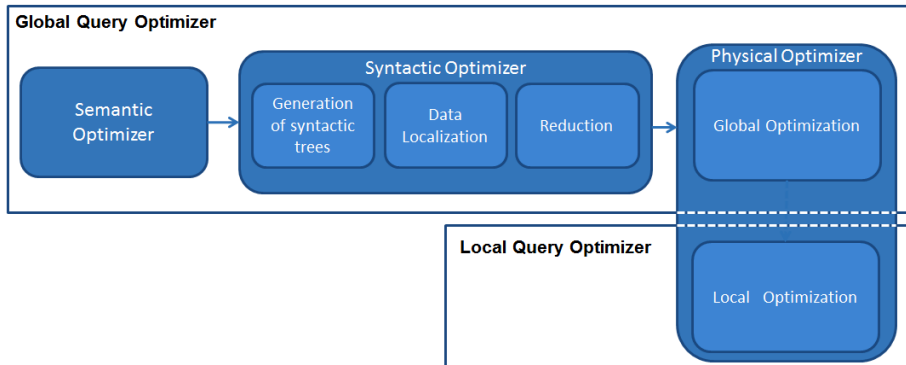 Global Query Optimizer
Semantic
Optimizer
Syntactic Optimizer
Generation
of syntactic
trees
Data
Localization
Reduction
Physical Optimizer
Global Optimization
Local Query Optimizer
Local Optimization